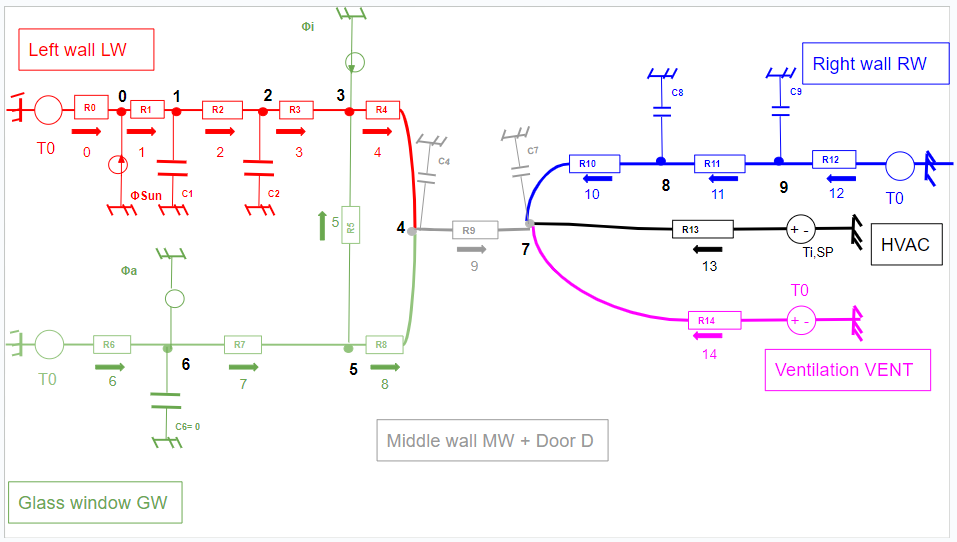 Φi
Left wall LW
Right wall RW
T0
R0
0
R1
1
R2
2
R3
3
R4
0
1
2
3
4
ΦSun
C1
C2
C4
C7
C8
C9
R10
8
R11
9
R12
10
11
12
T0
R5
5
4
R9
9
7
R13
13
+ -
Ti,SP
HVAC
Φa
T0
R6
6
6
R7
7
5
R8
8
C6= 0
T0
R14
14
+ -
Ventilation VENT
Middle wall MW + Door D
Glass window GW